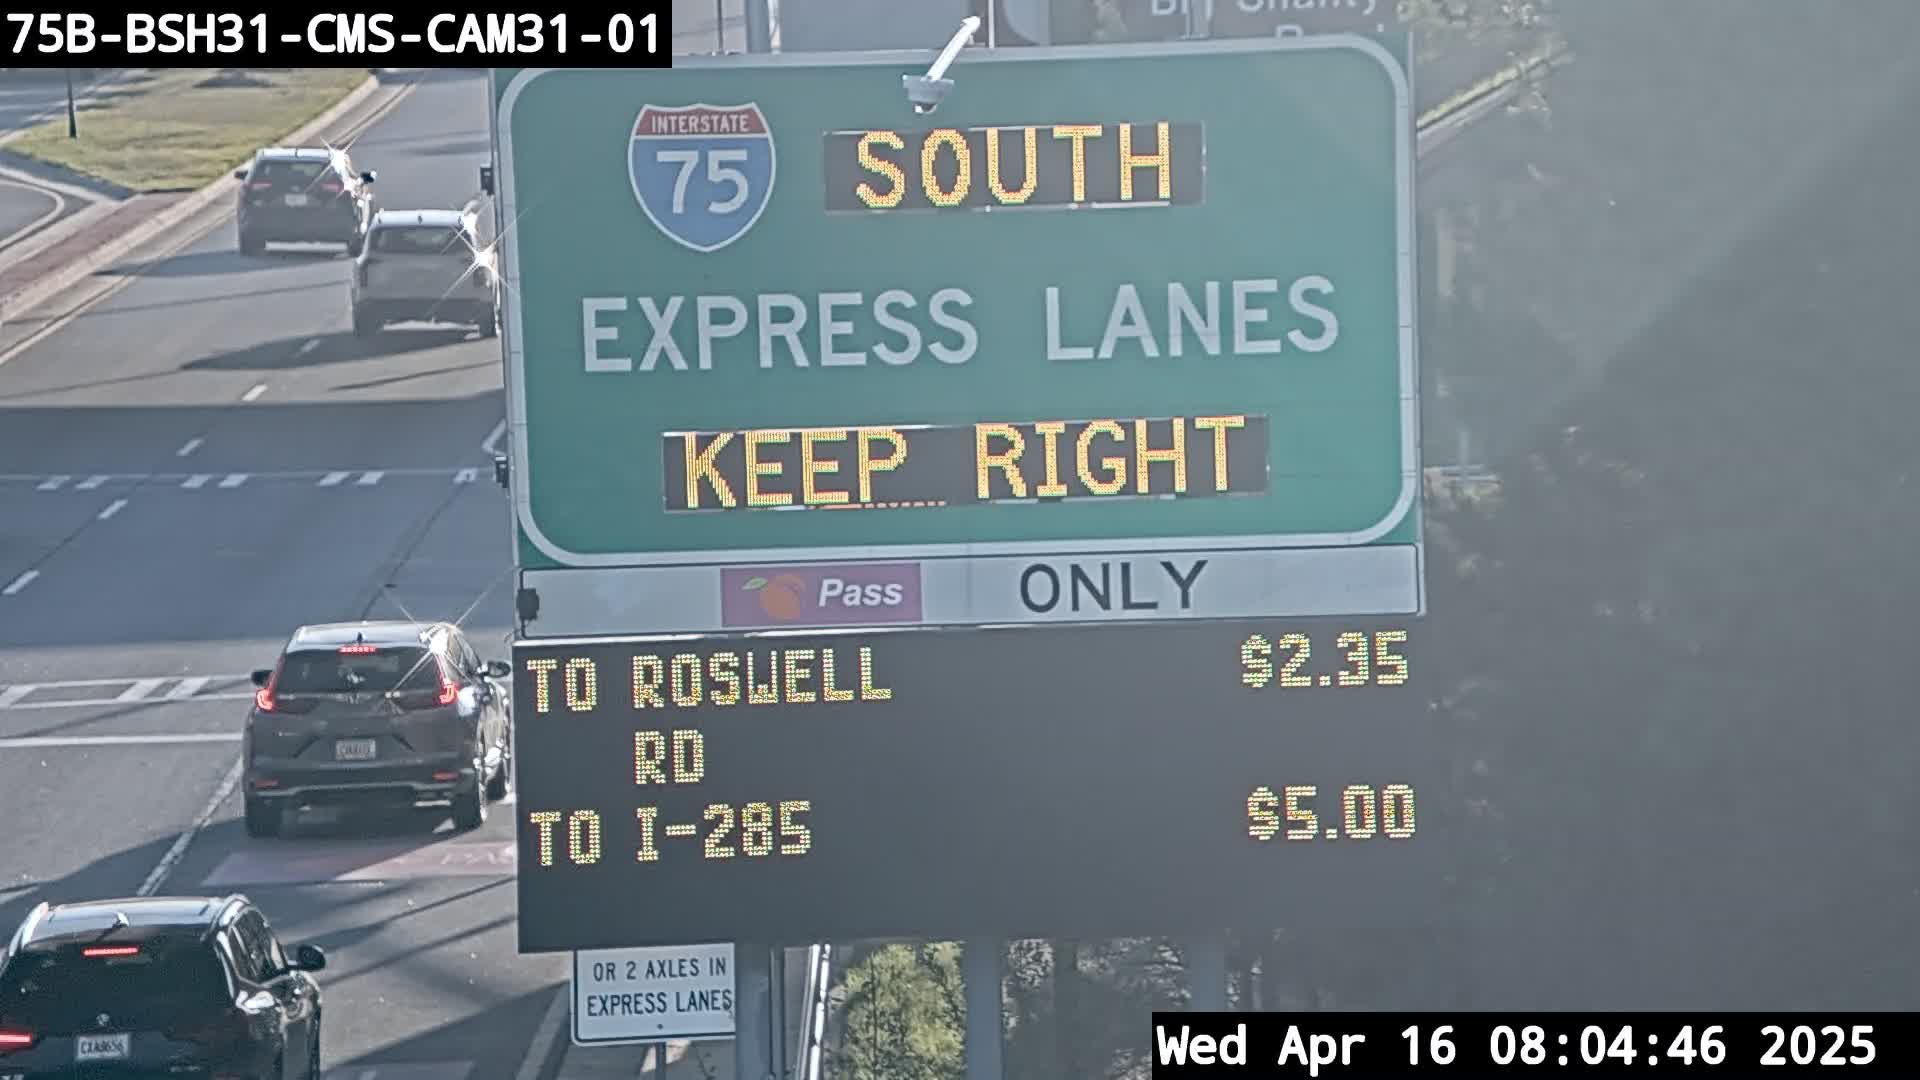 75B-BSH31-CMS-CAM31-01
INTERSTATE
75
SOUTH
EXPRESS LANES
KEEP RIGHT
Pass ONLY
TO ROSWELL $2.35
RD
TO I-285 $5.00
OR 2 AXLES IN
EXPRESS LANES
Wed Apr 16 08:04:46 2025